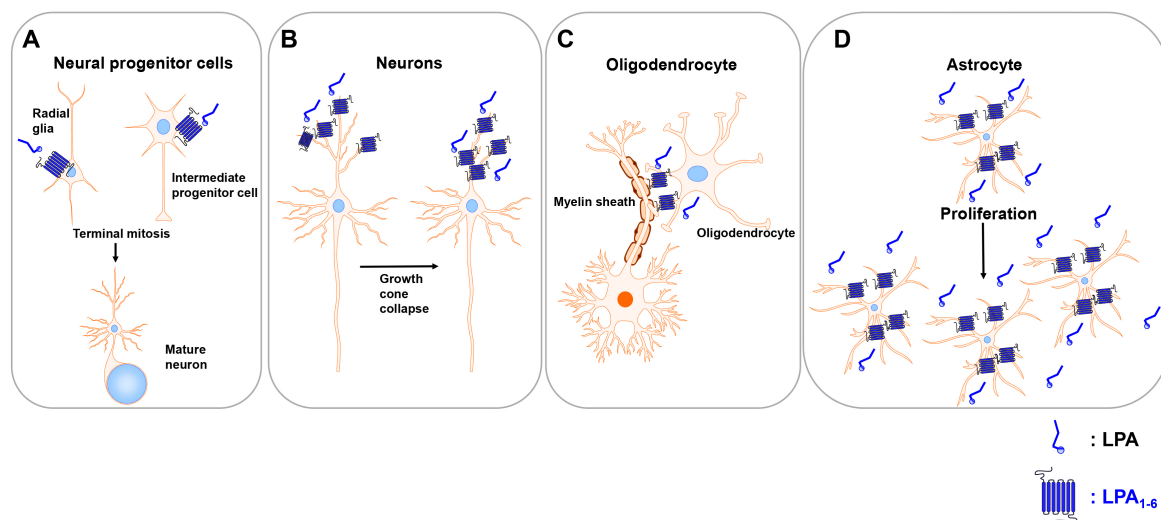 A
Neural progenitor cells
Radial
glia
Intermediate
progenitor cell
Terminal mitosis
Mature
neuron
B
Neurons
Growth
cone
collapse
C
Oligodendrocyte
Myelin sheath
Oligodendrocyte
D
Astrocyte
Proliferation
: LPA
: LPA1-6